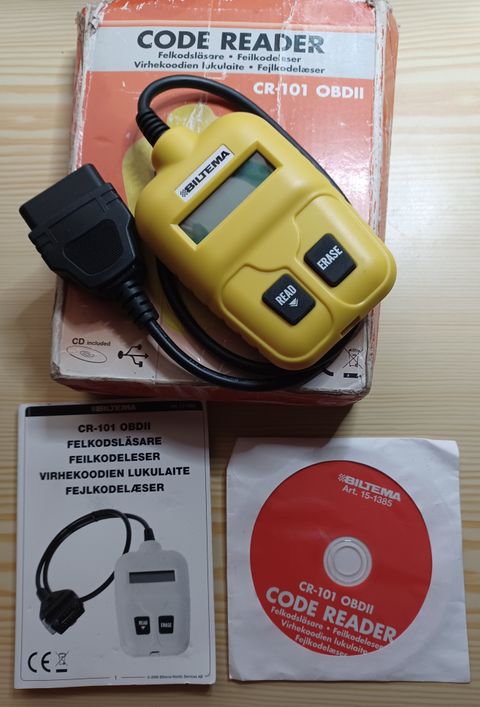 CODE READER
Felkodsläsare • Feilkodeleser
Virhekoodien lukulaite • Fejlkodelæser
CR-101 OBDII
BILTEMA
READ
ERASE
CD included
BILTEMA
CR-101 OBDII
FELKODSLÄSARE
FEILKODELESER
VIRHEKOODIEN LUKULAITE
FEJLKODELÆSER
READ
ERASE
CE
1
BILTEMA
Art. 15-1385
CR-101 OBDII
CODE READER
Felkodsläsare • Feilkodeleser
Virhekoodien lukulaite • Fejlkodelæser